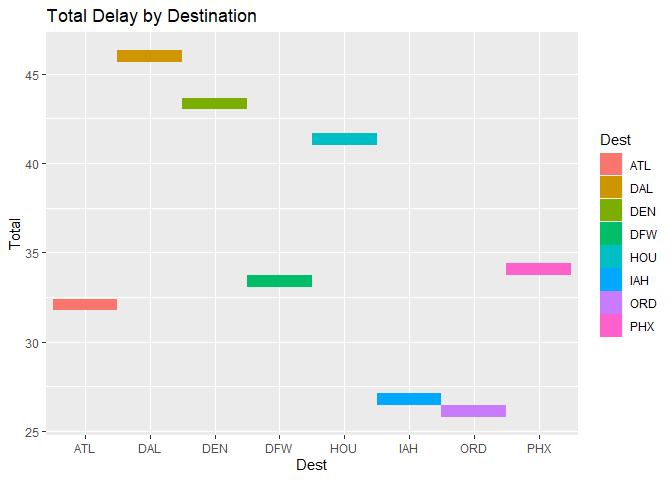 Total Delay by Destination
Total
45
40
35
30
25
ATL DAL DEN DFW HOU IAH ORD PHX
Dest
Dest
ATL
DAL
DEN
DFW
HOU
IAH
ORD
PHX